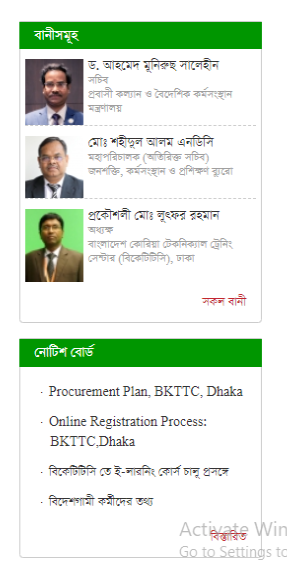 বানীসমূহ
ড. আহমেদ মুনিরুছ সালেহীন
সচিব
প্রবাসী কল্যান ও বৈদেশিক কর্মসংস্থান
মন্ত্রণালয়
মোঃ শহীদুল আলম এনডিসি
মহাপরিচালক (অতিরিক্ত সচিব)
জনশক্তি, কর্মসংস্থান ও প্রশিক্ষণ ব্যুরো
প্রকৌশলী মোঃ লুৎফর রহমান
অধ্যক্ষ
বাংলাদেশ কোরিয়া টেকনিক্যাল ট্রেনিং
সেন্টার (বিকেটিটিসি), ঢাকা
সকল বানী
নোটিশ বোর্ড
· Procurement Plan, BKTTC, Dhaka
· Online Registration Process:
BKTTC,Dhaka
· বিকেটিটিসি তে ই-লারনিং কোর্স চালু প্রসঙ্গে
· বিদেশগামী কর্মীদের তথ্য
বিস্তারিত
Activate Win
Go to Settings to